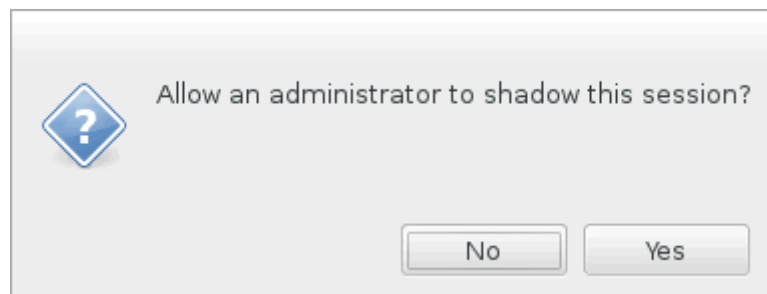 Allow an administrator to shadow this session?
No
Yes